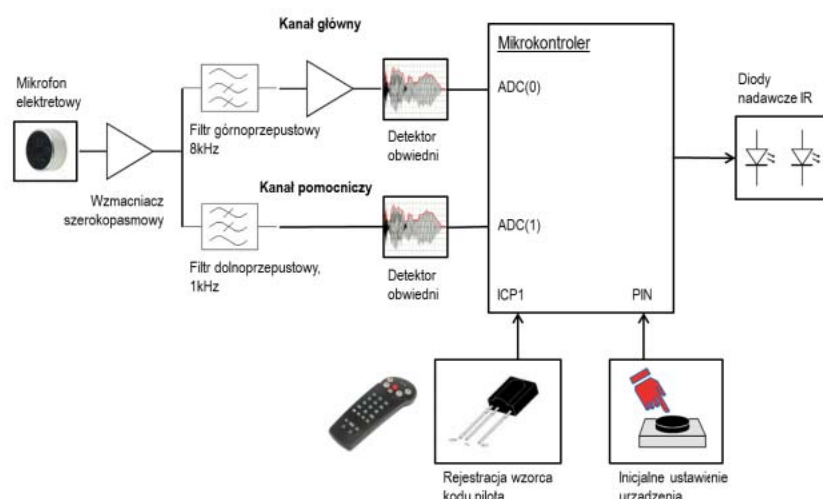 Kanał główny
Mikrokontroler
Mikrofon
elektretowy
ADC(0)
Diody
nadawcze IR
Filtr górnoprzepustowy
8kHz
Detektor
obwiedni
Kanał pomocniczy
Wzmacniacz
szerokopasmowy
ADC(1)
Filtr dolnoprzepustowy,
1kHz
Detektor
obwiedni
ICP1
PIN
Rejestracja wzorca
kodu pilota
Inicjalne ustawienie
urządzenia